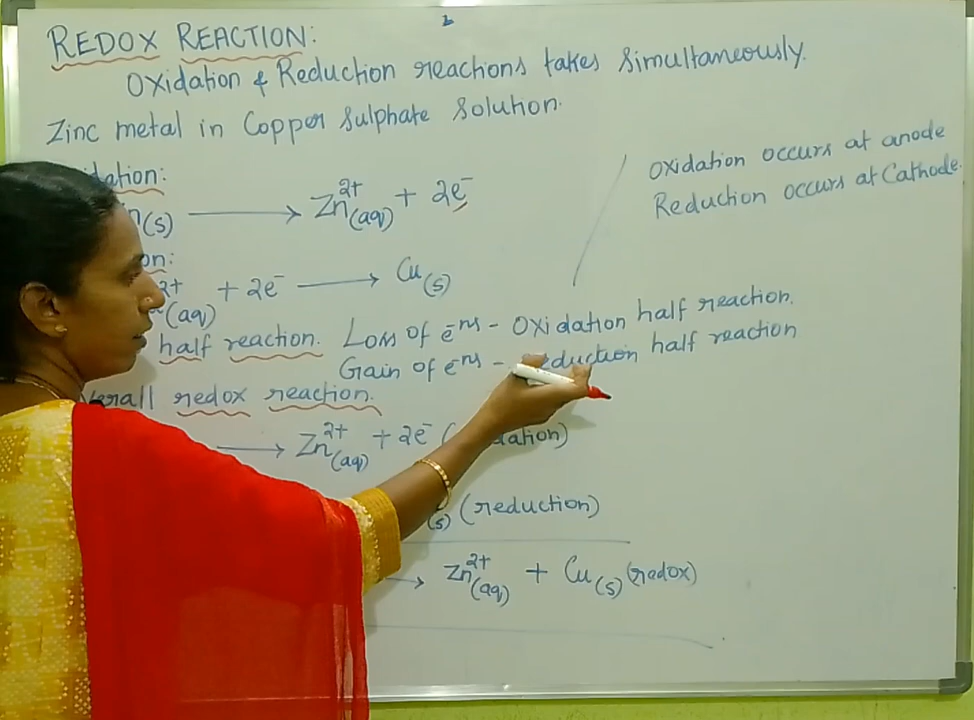 REDOX REACTION:
Oxidation & Reduction reactions takes Simultaneously.
Zinc metal in Copper Sulphate Solution.
(s) ⟶ Zn²⁺(aq) + 2e⁻
²⁺(aq) + 2e⁻ ⟶ Cu(s)
half reaction. Loss of e⁻ns - Oxidation half reaction.
Gain of e⁻ns - half reaction
redox reaction.
⟶ Zn²⁺(aq) + 2e⁻
(s) (reduction)
⟶ Zn²⁺(aq) + Cu(s) (redox)
Oxidation occurs at anode
Reduction occurs at Cathode.